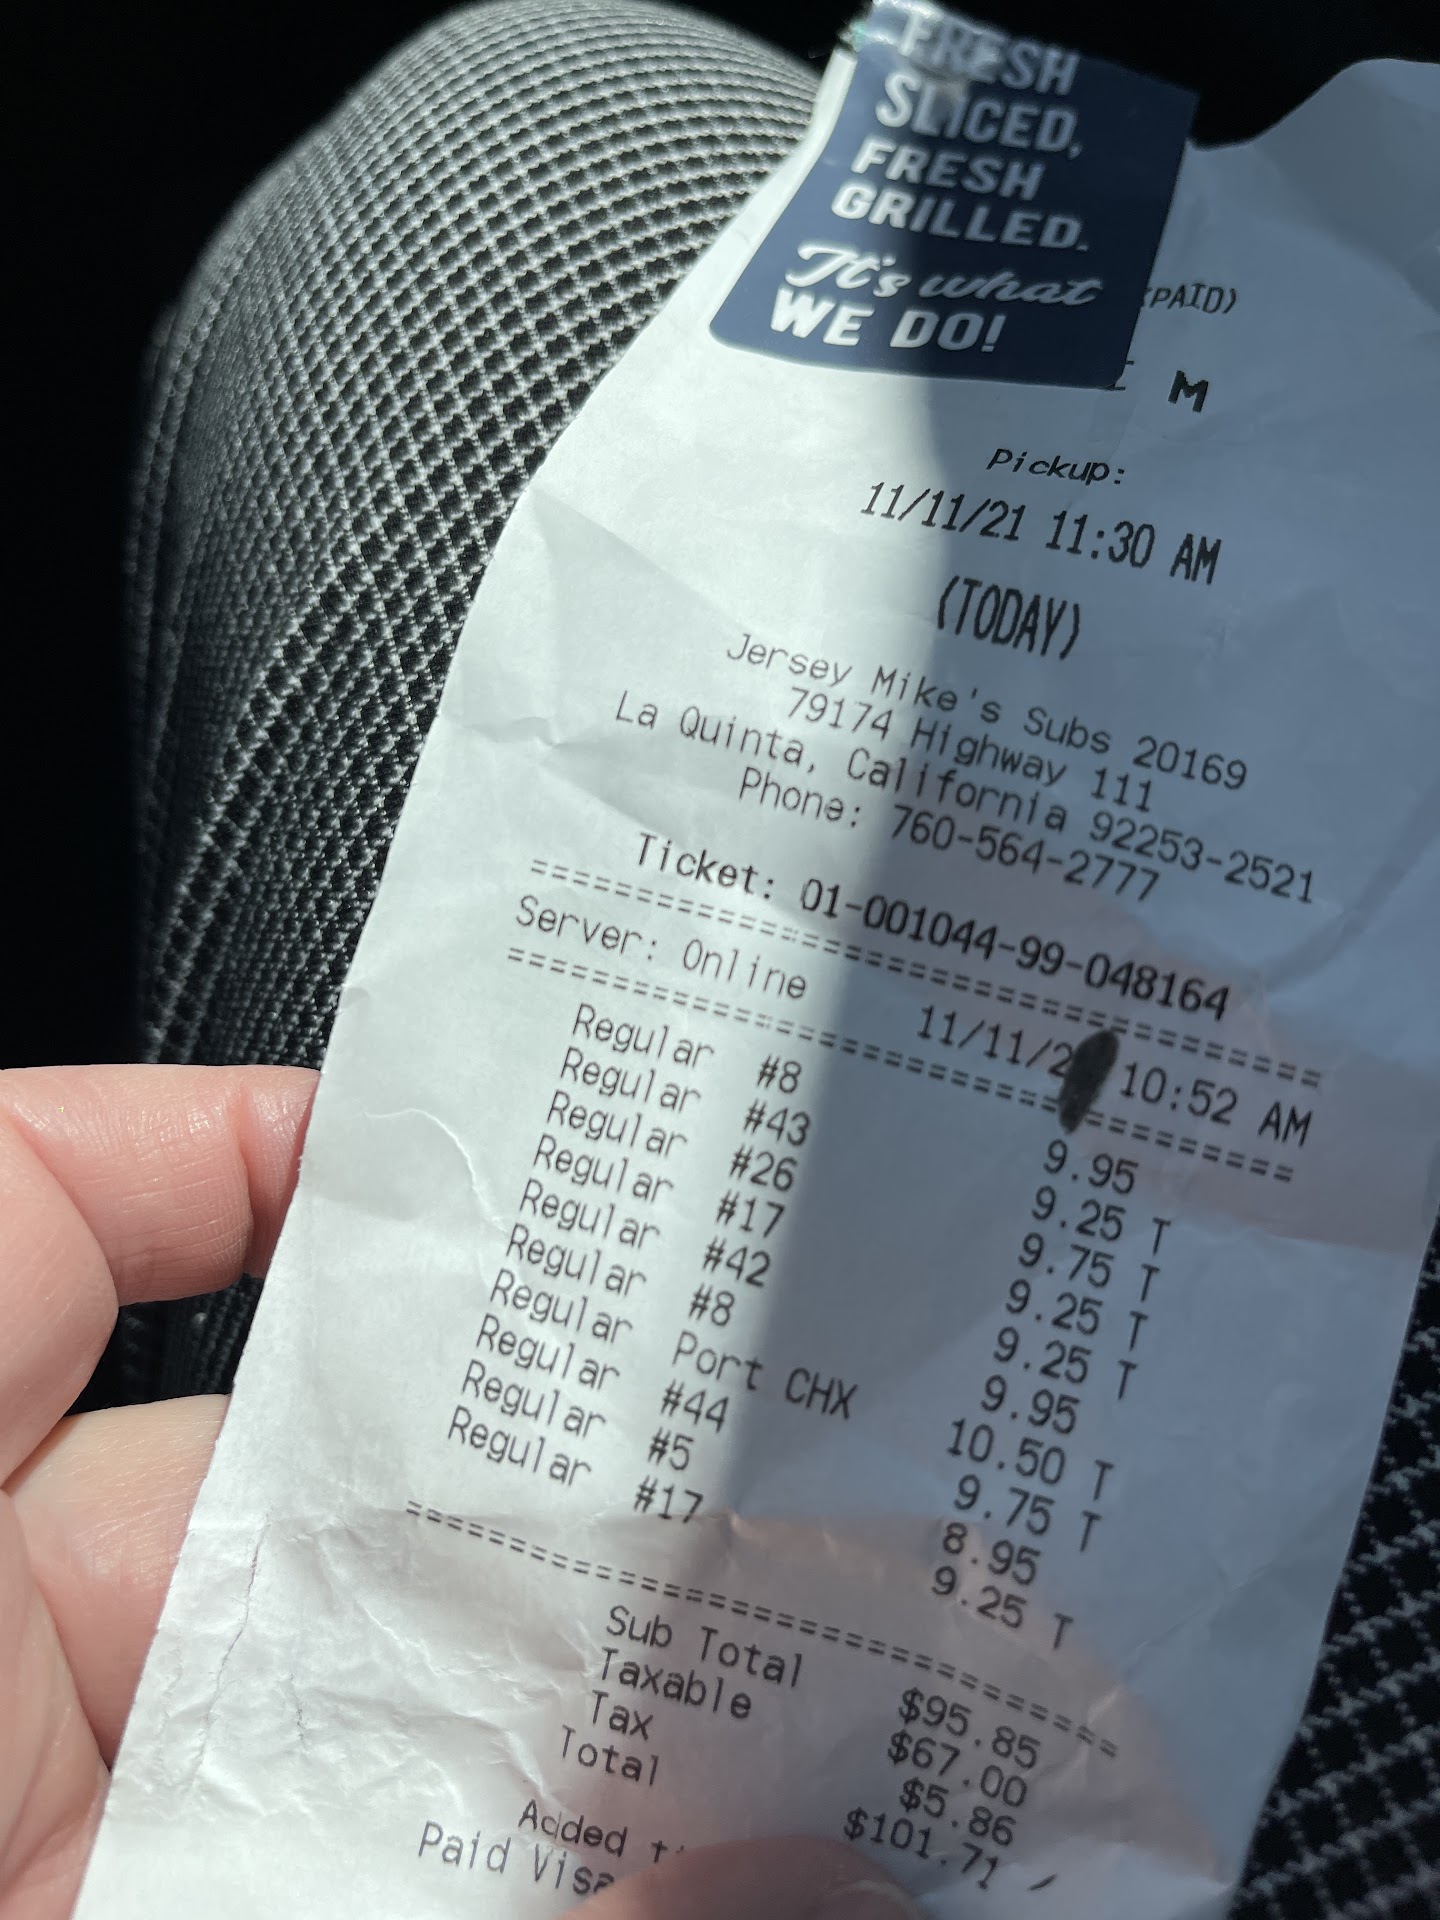 FRESH
SLICED,
FRESH
GRILLED.
It's what
WE DO!
PAID)
M
Pickup:
11/11/21 11:30 AM
(TODAY)
Jersey Mike's Subs 20169
79174 Highway 111
La Quinta, California 92253-2521
Phone: 760-564-2777
Ticket: 01-001044-99-048164
==============================
Server: Online 11/11/2 10:52 AM
==============================
Regular #8 9.95
Regular #43 9.25 T
Regular #26 9.75 T
Regular #17 9.25 T
Regular #42 9.25 T
Regular #8 9.95
Regular Port CHX 10.50 T
Regular #44 9.75 T
Regular #5 8.95
Regular #17 9.25 T
==============================
Sub Total $95.85
Taxable $67.00
Tax $5.86
Total $101.71
Added
Paid Visa